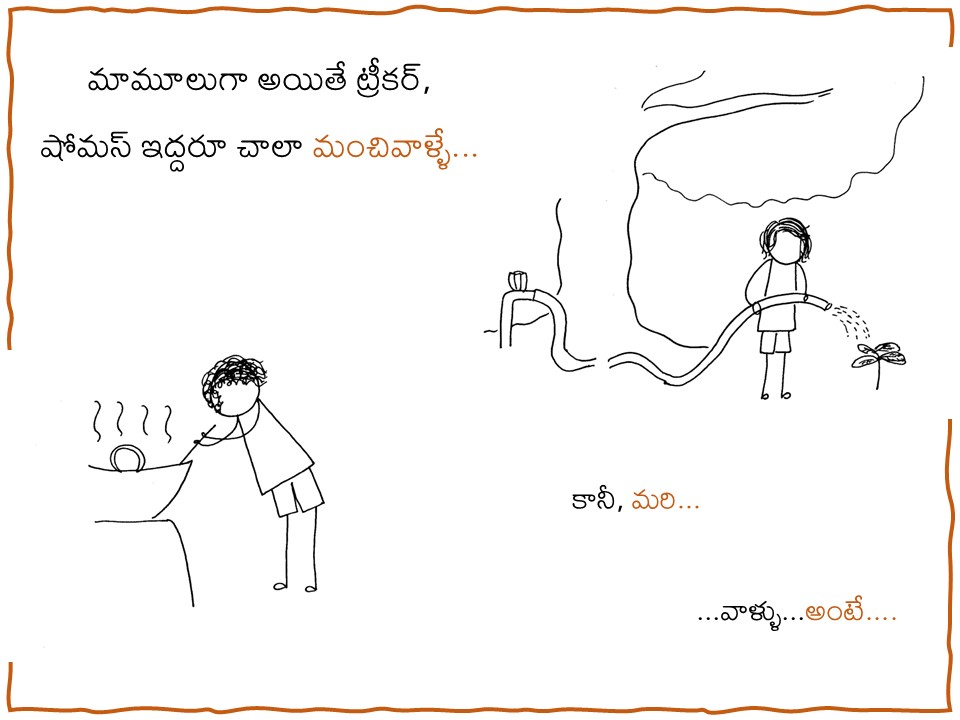 మామూలుగా అయితే ట్రీకర్,
షోమస్ ఇద్దరూ చాలా మంచివాళ్ళే...
కానీ, మరి...
...వాళ్ళు...అంటే....